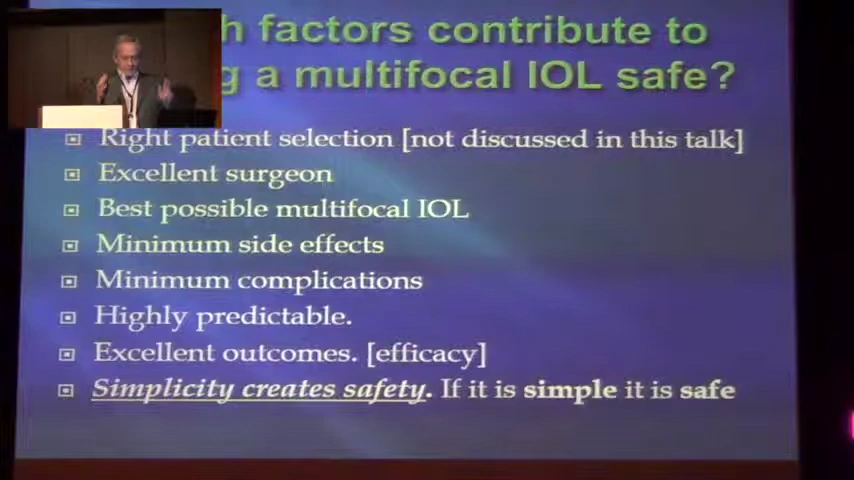 h factors contribute to
g a multifocal IOL safe?
Right patient selection [not discussed in this talk]
Excellent surgeon
Best possible multifocal IOL
Minimum side effects
Minimum complications
Highly predictable.
Excellent outcomes. [efficacy]
Simplicity creates safety. If it is simple it is safe